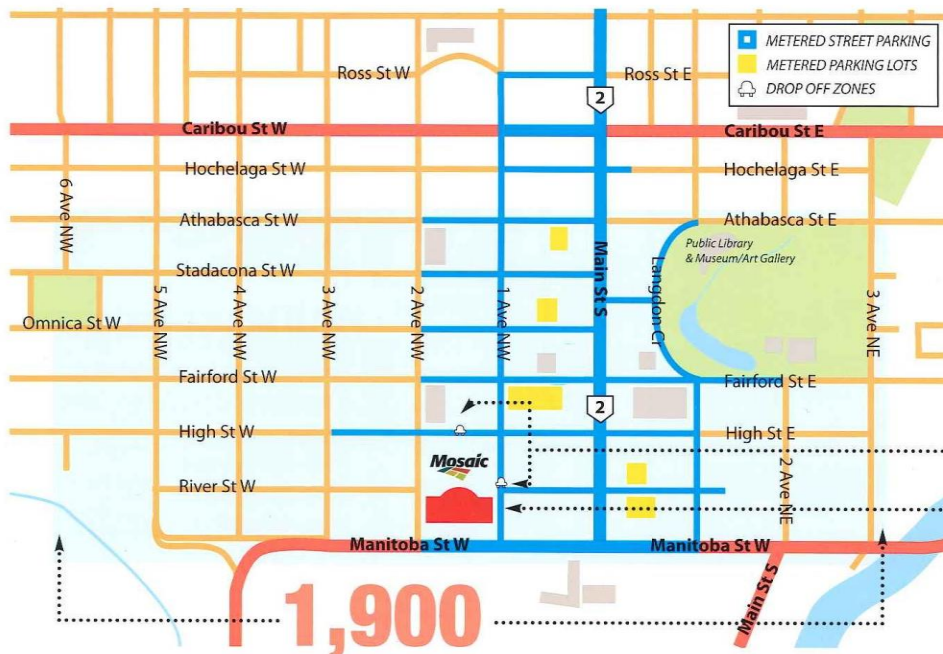 METERED STREET PARKING
METERED PARKING LOTS
DROP OFF ZONES
Ross St W
Ross St E
2
Caribou St W
Caribou St E
Hochelaga St W
Hochelaga St E
6 Ave NW
Athabasca St W
Athabasca St E
Public Library
& Museum/Art Gallery
Main St S
Stadacona St W
Langdon Cr
5 Ave NW
4 Ave NW
3 Ave NW
2 Ave NW
1 Ave NW
3 Ave NE
Omnica St W
Fairford St W
Fairford St E
2
High St W
High St E
Mosaic
River St W
2 Ave NE
Manitoba St W
Manitoba St W
Main St S
1,900